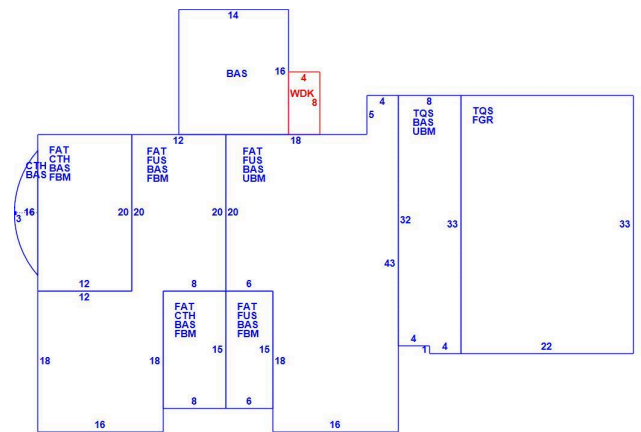 14
BAS
16
4
WDK
8
12
18
4
8
5
TQS
BAS
UBM
TQS
FGR
FAT
CTH
BAS
FBM
FAT
FUS
BAS
FBM
FAT
FUS
BAS
UBM
CTH
BAS
3
16
20
20
20
20
32
33
33
43
12
12
8
6
FAT
CTH
BAS
FBM
FAT
FUS
BAS
FBM
18
18
15
15
18
4
1
4
22
8
6
16
16